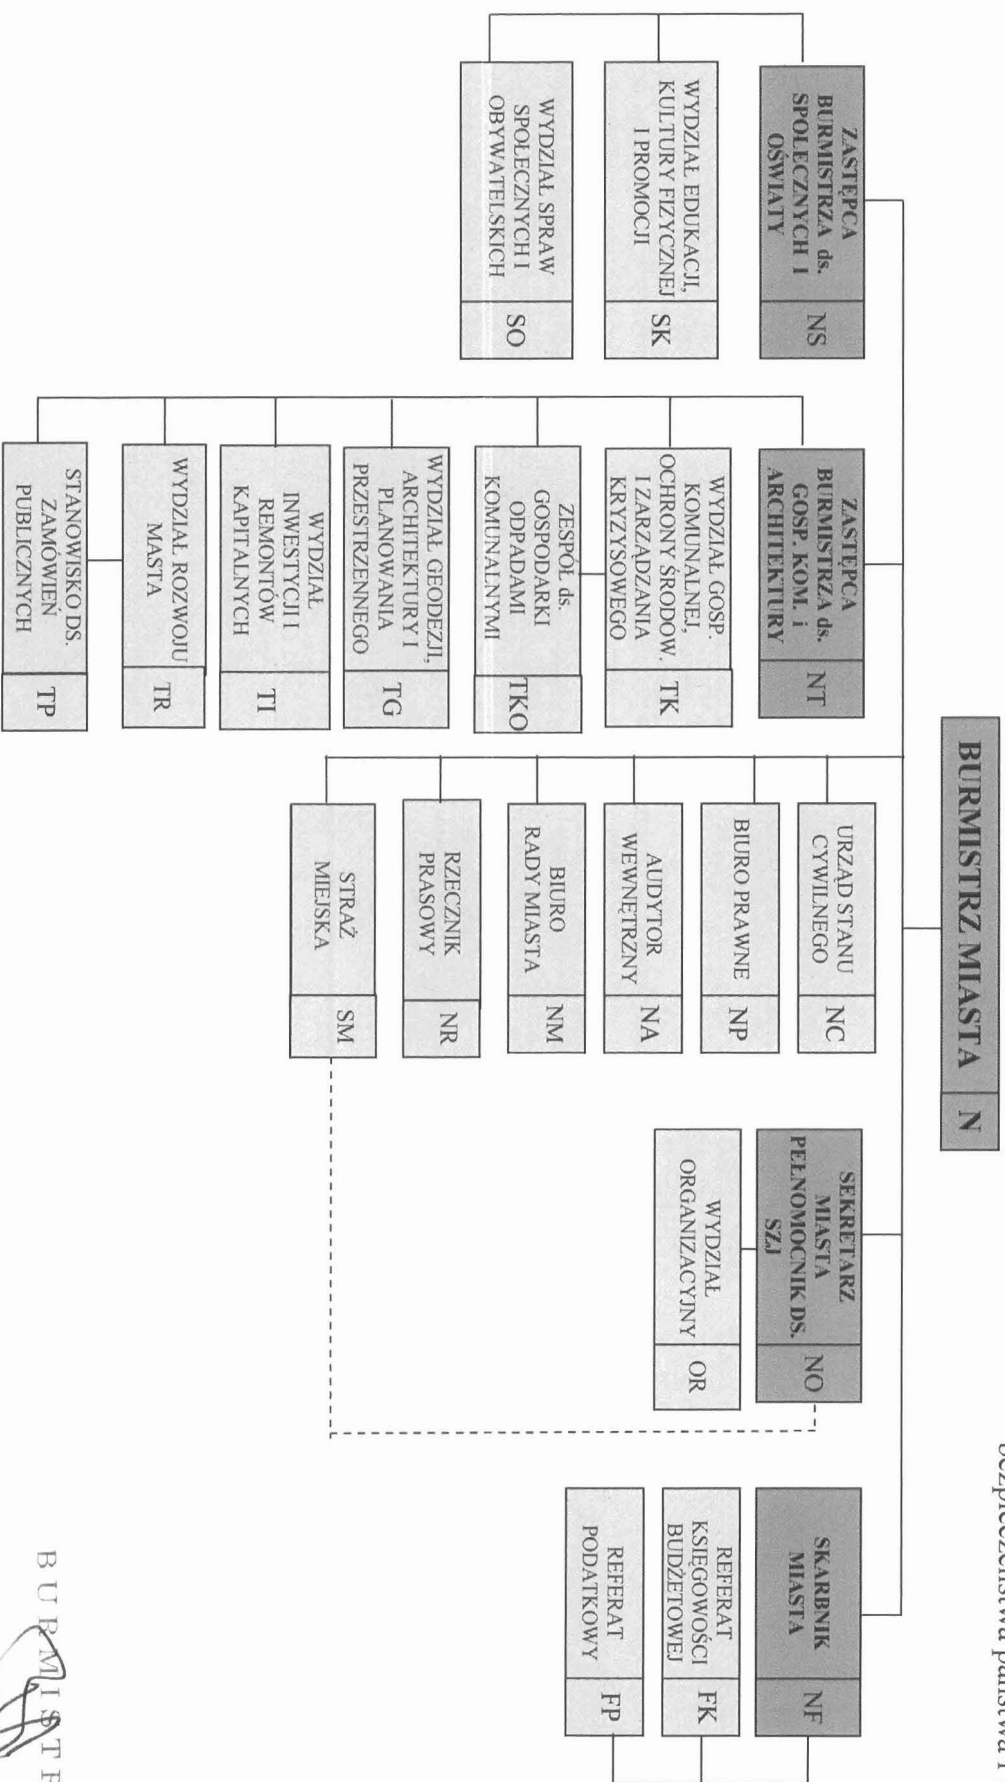 bezpieczeństwa państwa
BURMISTRZ MIASTA N
ZASTĘPCA
BURMISTRZA ds.
SPOŁECZNYCH I
OŚWIATY
NS
WYDZIAŁ EDUKACJI,
KULTURY FIZYCZNEJ
I PROMOCJI
SK
WYDZIAŁ SPRAW
SPOŁECZNYCH I
OBYWATELSKICH
SO
ZASTĘPCA
BURMISTRZA ds.
GOSP. KOM. i
ARCHITEKTURY
NT
WYDZIAŁ GOSP.
KOMUNALNEJ,
OCHRONY ŚRODOW.
I ZARZĄDZANIA
KRYZYSOWEGO
TK
ZESPÓŁ ds.
GOSPODARKI
ODPADAMI
KOMUNALNYMI
TKO
WYDZIAŁ GEODEZJI,
ARCHITEKTURY I
PLANOWANIA
PRZESTRZENNEGO
TG
WYDZIAŁ
INWESTYCJI I
REMONTÓW
KAPITALNYCH
TI
WYDZIAŁ ROZWOJU
MIASTA
TR
STANOWISKO DS.
ZAMÓWIEŃ
PUBLICZNYCH
TP
URZĄD STANU
CYWILNEGO
NC
BIURO PRAWNE
NP
AUDYTOR
WEWNĘTRZNY
NA
BIURO
RADY MIASTA
NM
RZECZNIK
PRASOWY
NR
STRAŻ
MIEJSKA
SM
SEKRETARZ
MIASTA
PEŁNOMOCNIK DS.
SZJ
NO
WYDZIAŁ
ORGANIZACYJNY
OR
SKARBNIK
MIASTA
NF
REFERAT
KSIĘGOWOŚCI
BUDŻETOWEJ
FK
REFERAT
PODATKOWY
FP
BURMIST